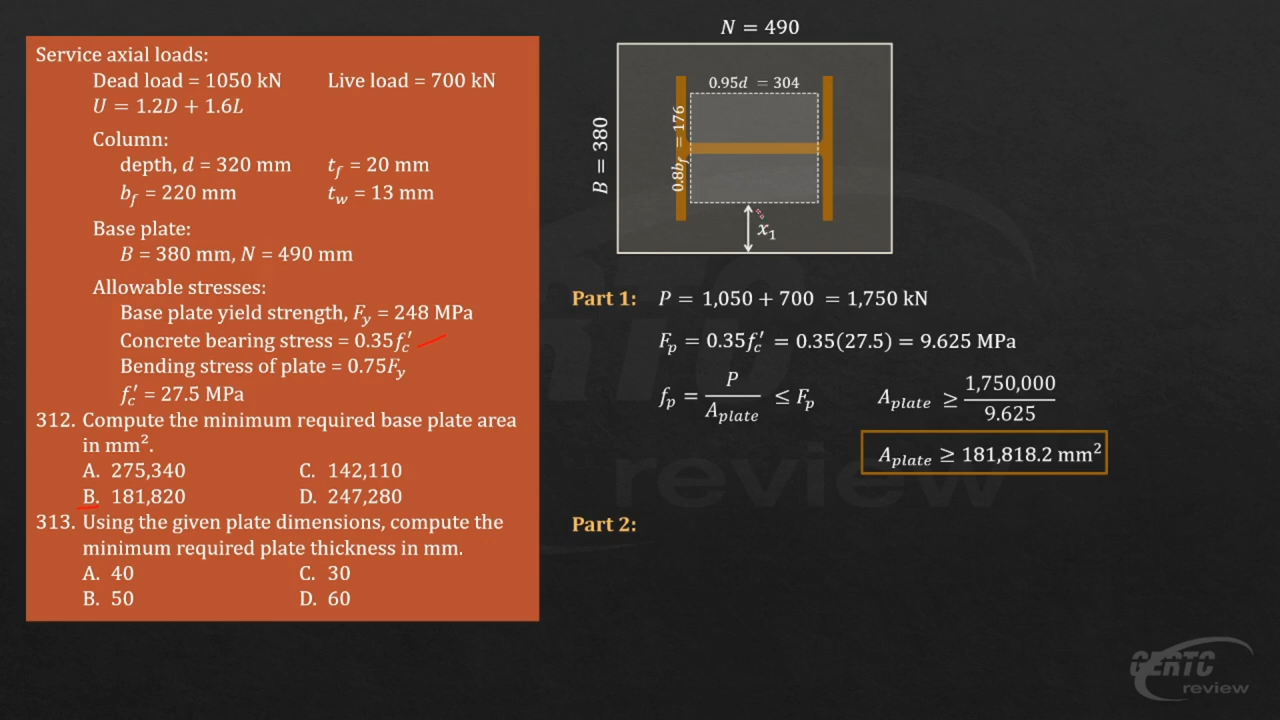 Service axial loads:
Dead load = 1050 kN Live load = 700 kN
U = 1.2D + 1.6L
Column:
depth, d = 320 mm t_f = 20 mm
b_f = 220 mm t_w = 13 mm
Base plate:
B = 380 mm, N = 490 mm
Allowable stresses:
Base plate yield strength, F_y = 248 MPa
Concrete bearing stress = 0.35f_c′
Bending stress of plate = 0.75F_y
f_c′ = 27.5 MPa
312. Compute the minimum required base plate area
in mm².
A. 275,340 C. 142,110
B. 181,820 D. 247,280
313. Using the given plate dimensions, compute the
minimum required plate thickness in mm.
A. 40 C. 30
B. 50 D. 60
N = 490
B = 380
0.95d = 304
0.8b_f = 176
x₁
Part 1: P = 1,050 + 700 = 1,750 kN
F_p = 0.35f_c′ = 0.35(27.5) = 9.625 MPa
f_p = P / A_plate ≤ F_p A_plate ≥ 1,750,000 / 9.625
A_plate ≥ 181,818.2 mm²
Part 2:
review
GERTC
review